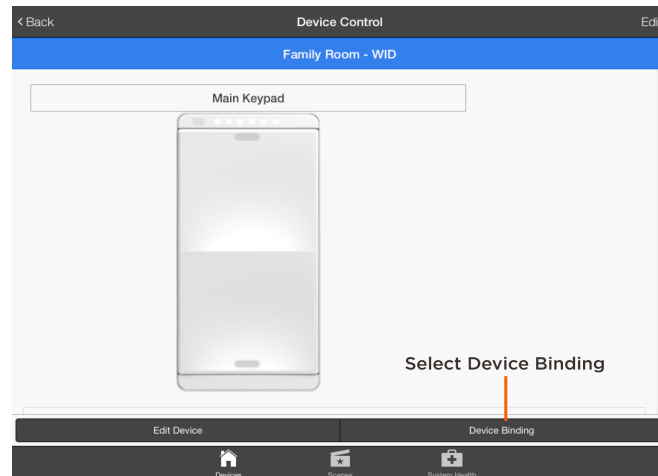 < Back Device Control Edi
Family Room - WID
Main Keypad
Select Device Binding
Edit Device Device Binding
Devices Scenes System Health